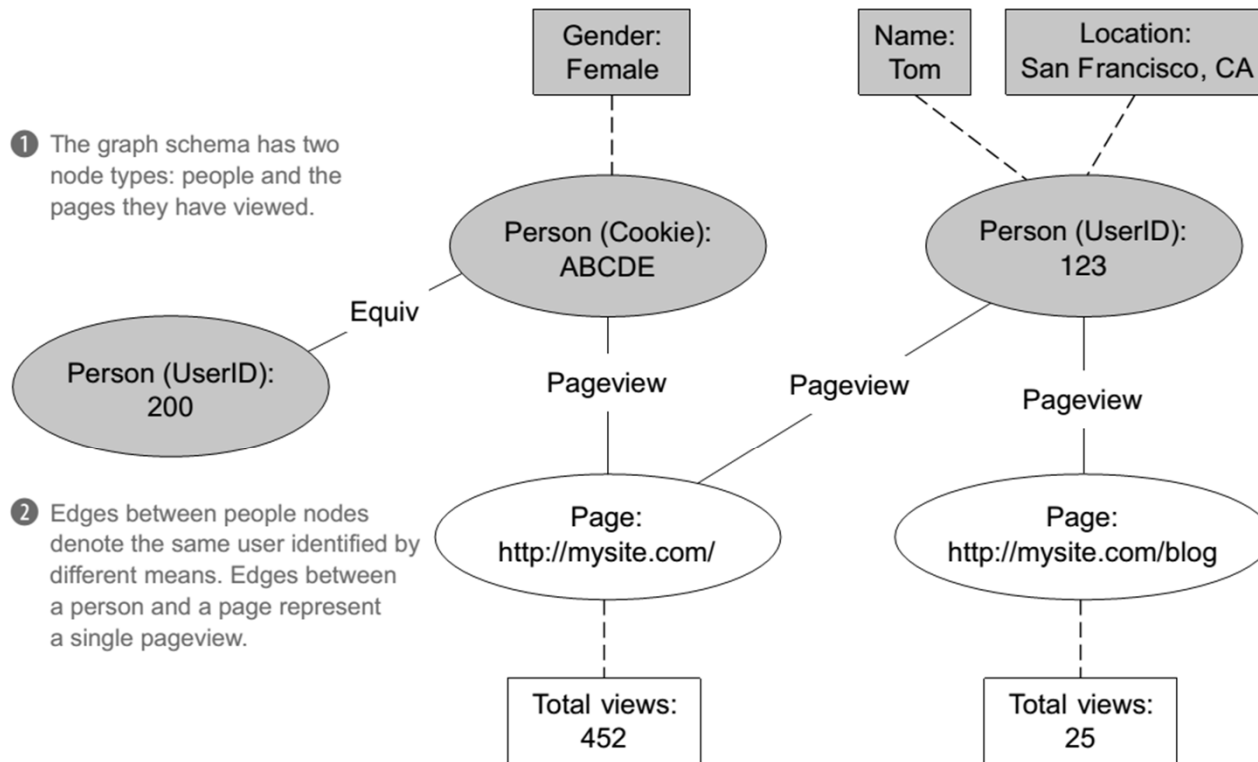 Gender:
Female
Name:
Tom
Location:
San Francisco, CA
❶ The graph schema has two
node types: people and the
pages they have viewed.
Person (Cookie):
ABCDE
Person (UserID):
123
Equiv
Person (UserID):
200
Pageview
Pageview
Pageview
❷ Edges between people nodes
denote the same user identified by
different means. Edges between
a person and a page represent
a single pageview.
Page:
http://mysite.com/
Page:
http://mysite.com/blog
Total views:
452
Total views:
25